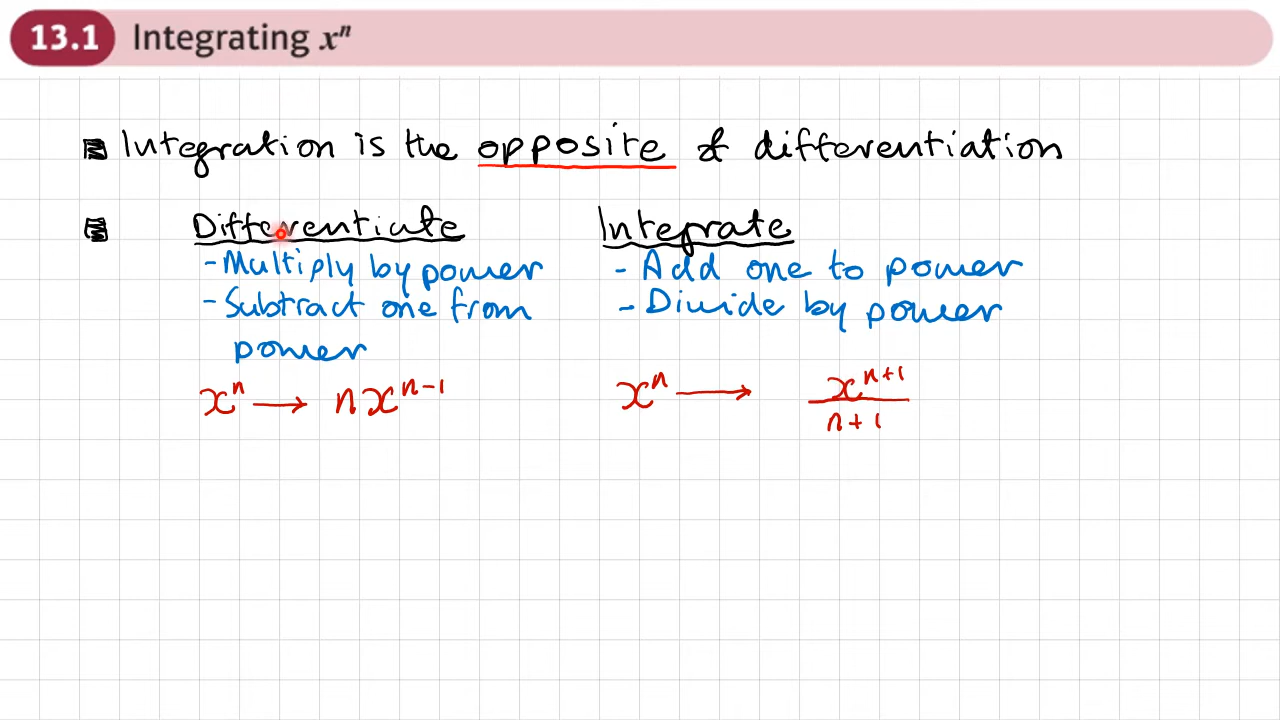 13.1 Integrating xⁿ
Integration is the opposite of differentiation
Differentiate
- Multiply by power
- Subtract one from
power
xⁿ → nxⁿ⁻¹
Integrate
- Add one to power
- Divide by power
xⁿ → xⁿ⁺¹
n+1